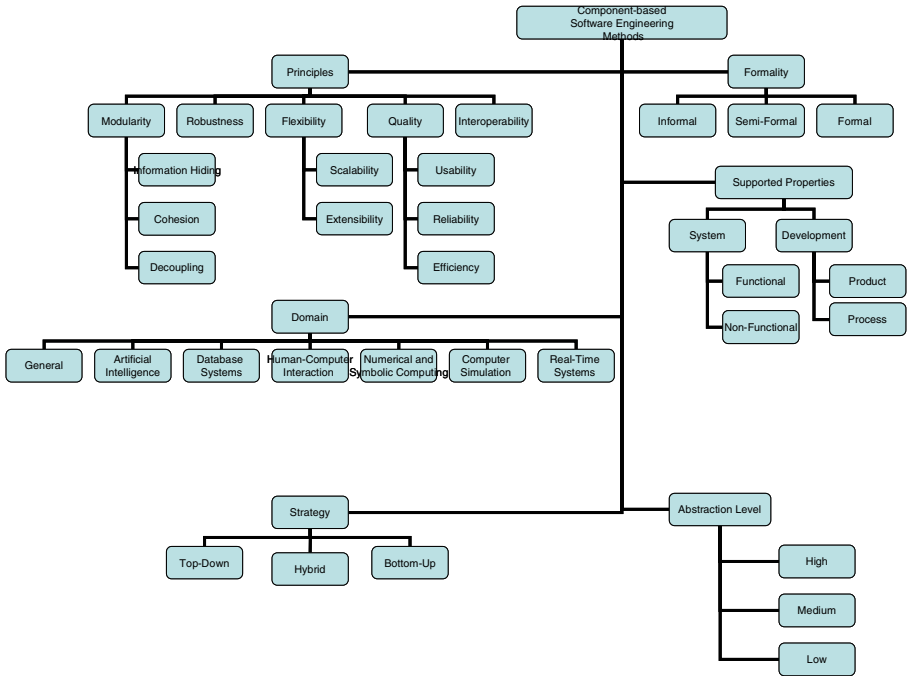 Component-based
Software Engineering
Methods
Principles
Formality
Modularity
Robustness
Flexibility
Quality
Interoperability
Informal
Semi-Formal
Formal
Information Hiding
Scalability
Usability
Supported Properties
Cohesion
Extensibility
Reliability
System
Development
Decoupling
Efficiency
Functional
Product
Domain
Non-Functional
Process
General
Artificial
Intelligence
Database
Systems
Human-Computer
Interaction
Numerical and
Symbolic Computing
Computer
Simulation
Real-Time
Systems
Strategy
Abstraction Level
Top-Down
Hybrid
Bottom-Up
High
Medium
Low